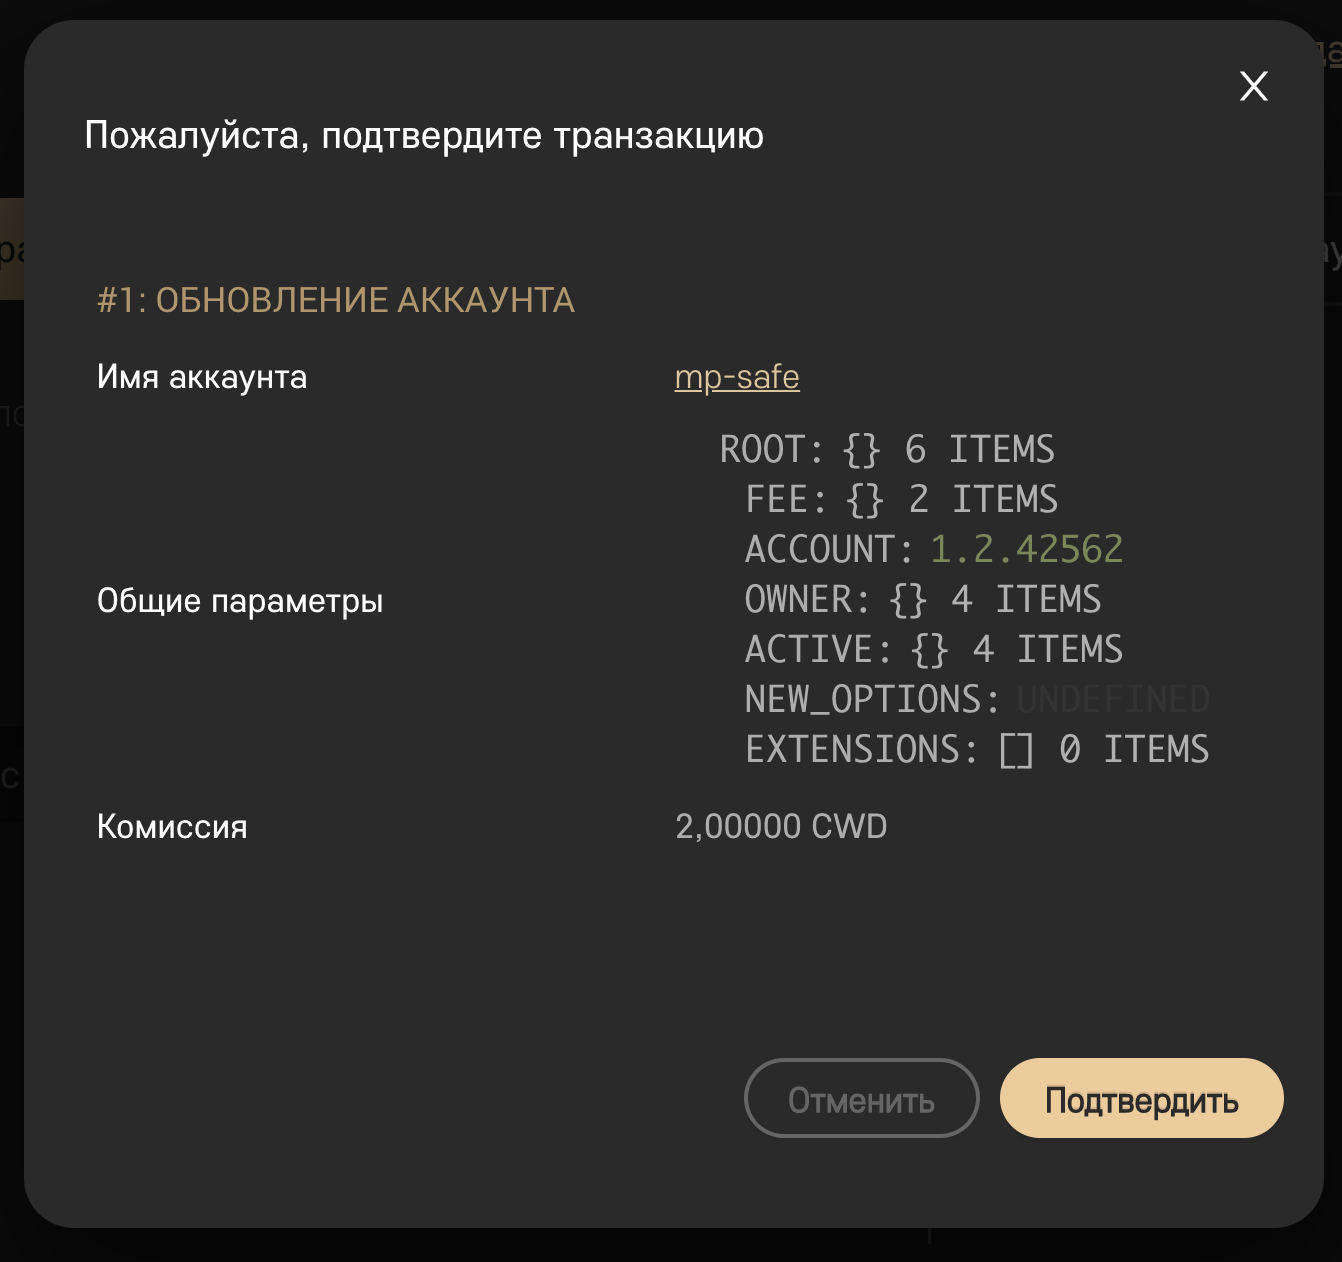 X
Пожалуйста, подтвердите транзакцию
#1: ОБНОВЛЕНИЕ АККАУНТА
Имя аккаунта mp-safe
ROOT: {} 6 ITEMS
FEE: {} 2 ITEMS
ACCOUNT: 1.2.42562
Общие параметры OWNER: {} 4 ITEMS
ACTIVE: {} 4 ITEMS
NEW_OPTIONS: UNDEFINED
EXTENSIONS: [] 0 ITEMS
Комиссия 2,00000 CWD
Отменить Подтвердить